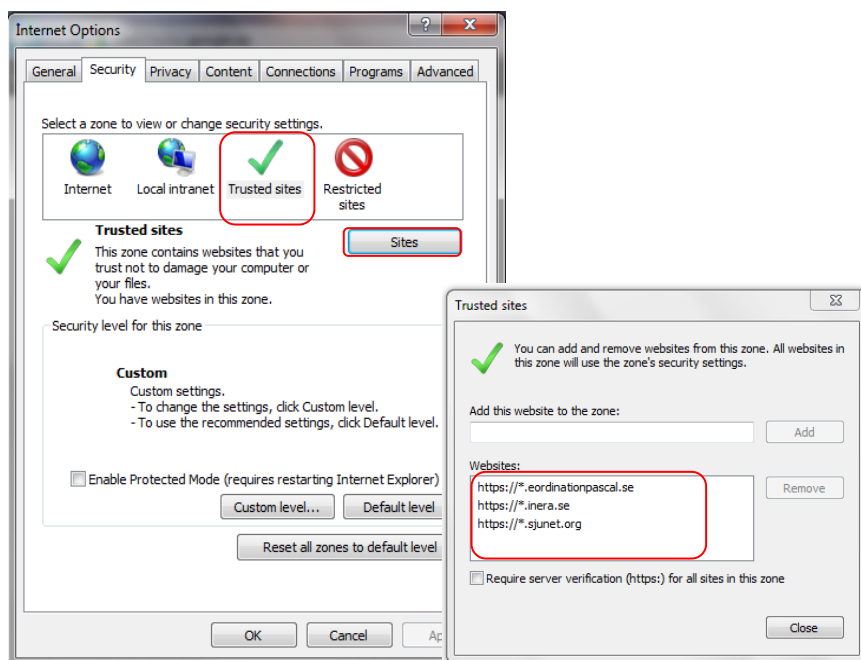 Internet Options
General Security Privacy Content Connections Programs Advanced
Select a zone to view or change security settings.
Internet Local intranet Trusted sites Restricted
sites
Trusted sites
Sites
This zone contains websites that you
trust not to damage your computer or
your files.
You have websites in this zone.
Security level for this zone
Custom
Custom settings.
- To change the settings, click Custom level.
- To use the recommended settings, click Default level.
Enable Protected Mode (requires restarting Internet Explorer)
Custom level... Default level
Reset all zones to default level
OK Cancel Ap
Trusted sites
You can add and remove websites from this zone. All websites in
this zone will use the zone's security settings.
Add this website to the zone:
Add
Websites:
https://*.eordinationpascal.se
Remove
https://*.inera.se
https://*.sjunet.org
Require server verification (https:) for all sites in this zone
Close